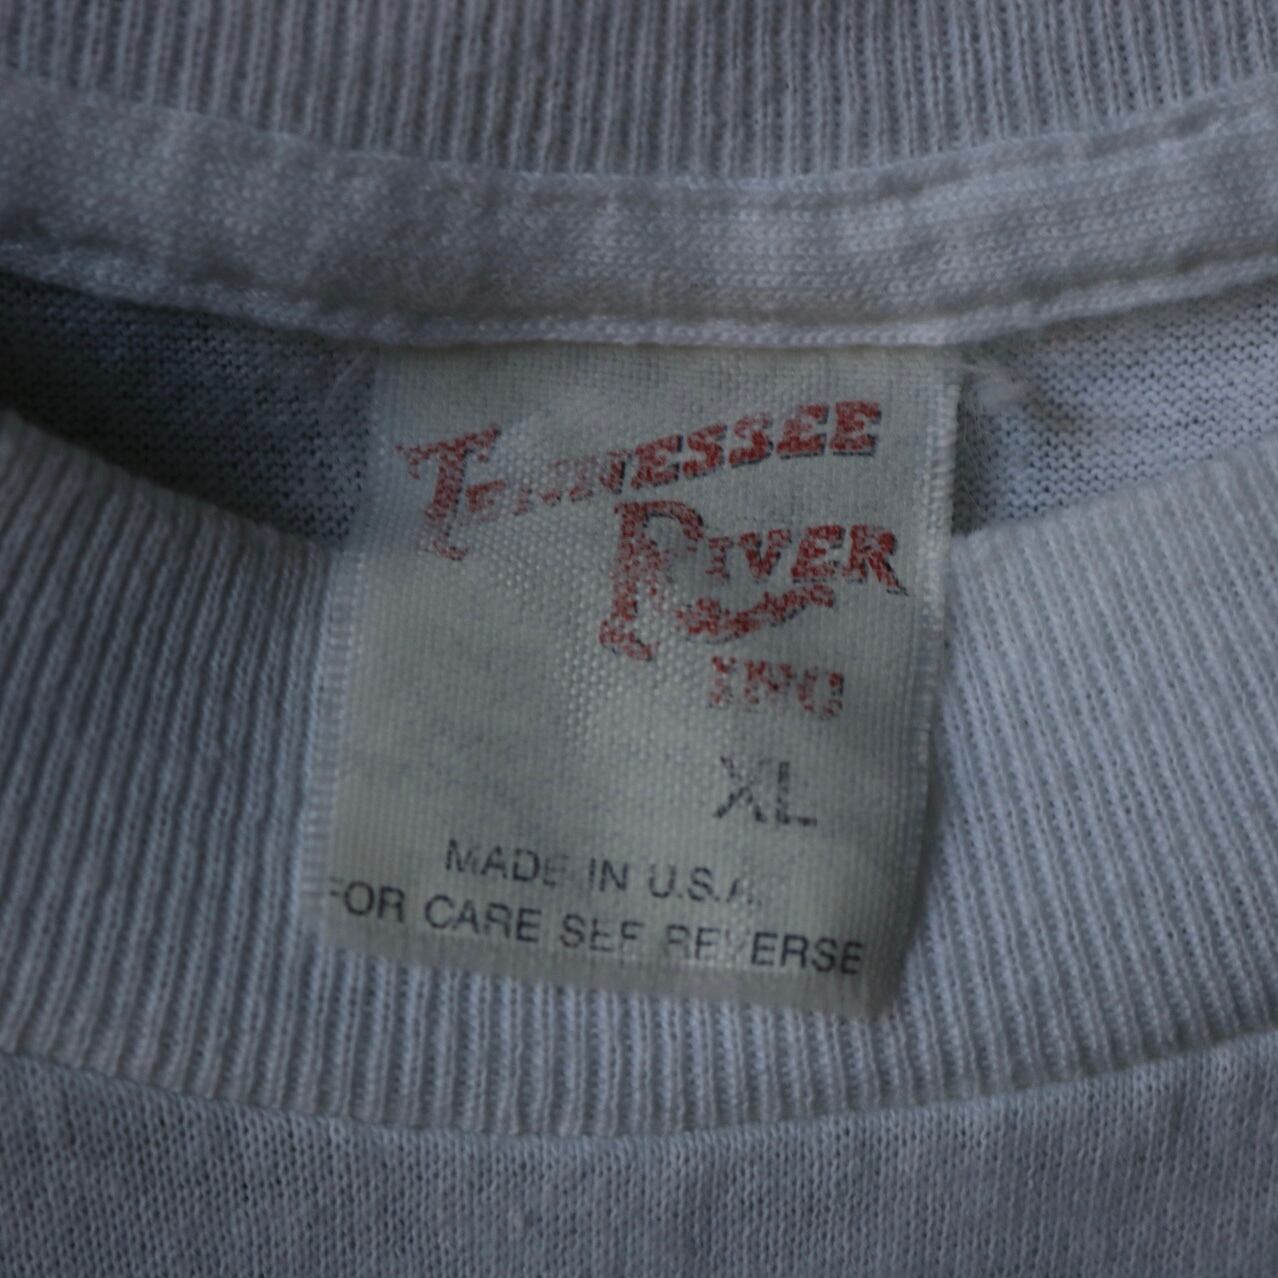 TENNESSEE
RIVER
INC
XL
MADE IN U.S.A.
FOR CARE SEE REVERSE